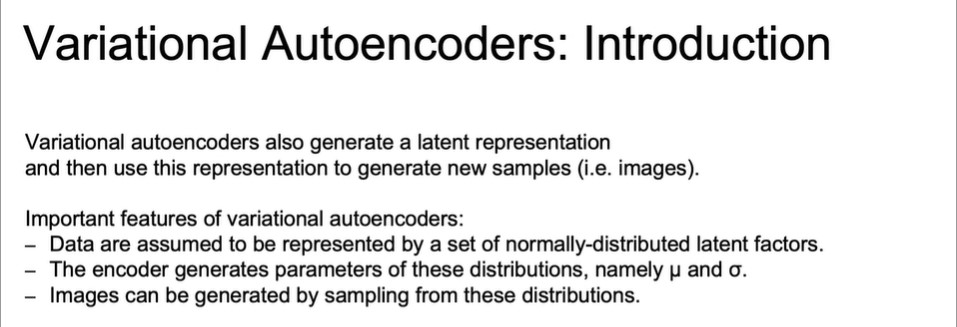 Variational Autoencoders: Introduction
Variational autoencoders also generate a latent representation
and then use this representation to generate new samples (i.e. images).
Important features of variational autoencoders:
– Data are assumed to be represented by a set of normally-distributed latent factors.
– The encoder generates parameters of these distributions, namely μ and σ.
– Images can be generated by sampling from these distributions.